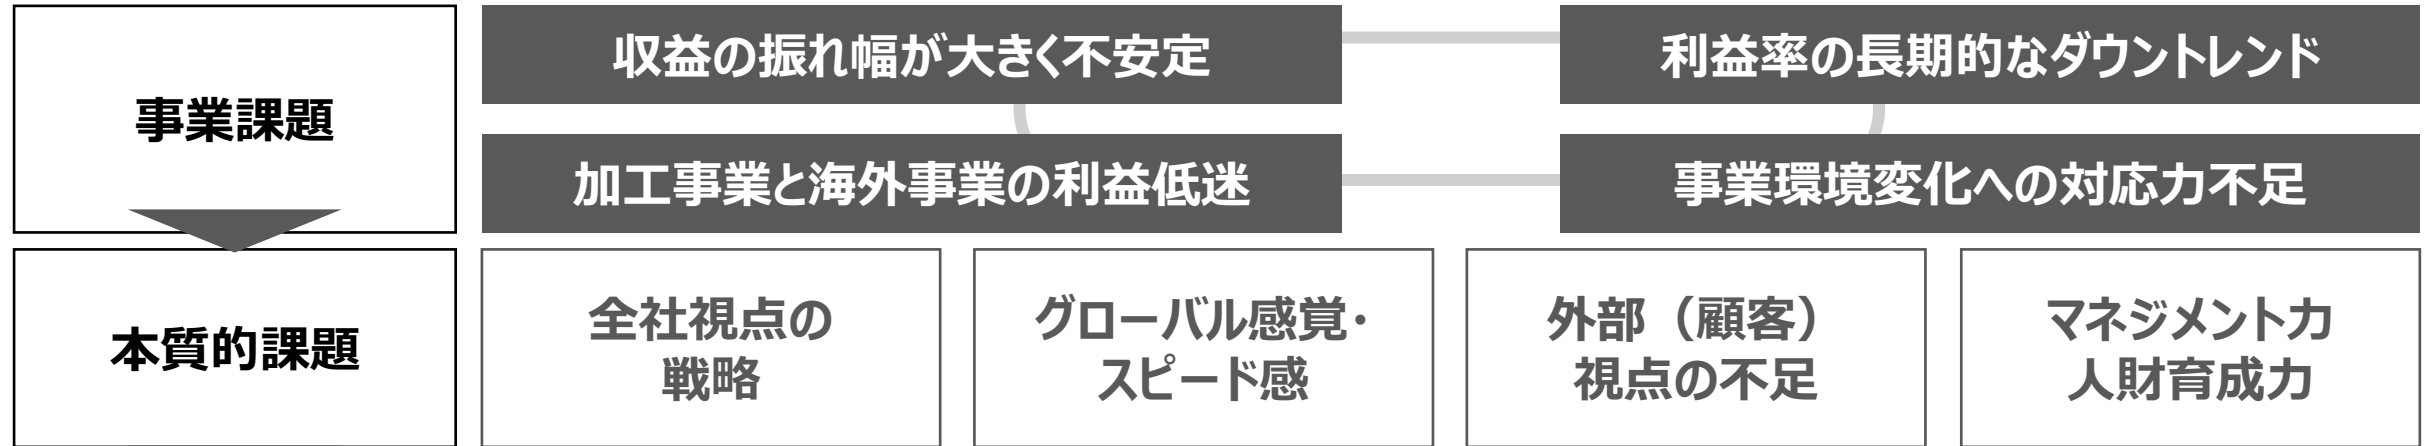 事業課題
収益の振れ幅が大きく不安定
利益率の長期的なダウントレンド
加工事業と海外事業の利益低迷
事業環境変化への対応力不足
本質的課題
全社視点の
戦略
グローバル感覚・
スピード感
外部（顧客）
視点の不足
マネジメント力
人財育成力